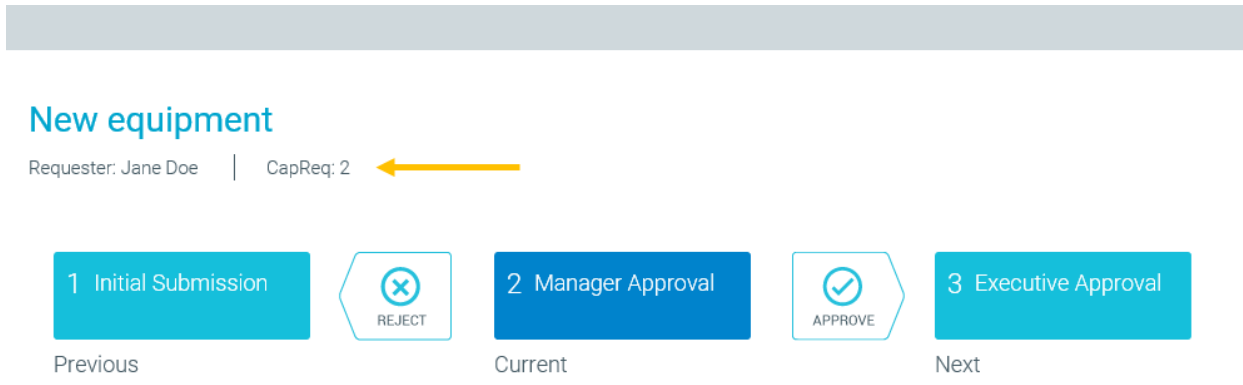 New equipment
Requester: Jane Doe | CapReq: 2
1 Initial Submission
REJECT
2 Manager Approval
APPROVE
3 Executive Approval
Previous
Current
Next